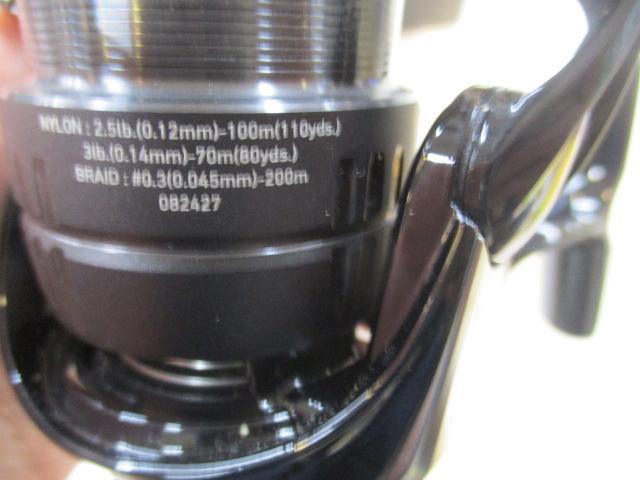 NYLON : 2.5lb.(0.12mm)-100m(110yds.)
3lb.(0.14mm)-70m(80yds.)
BRAID : #0.3(0.045mm)-200m
082427